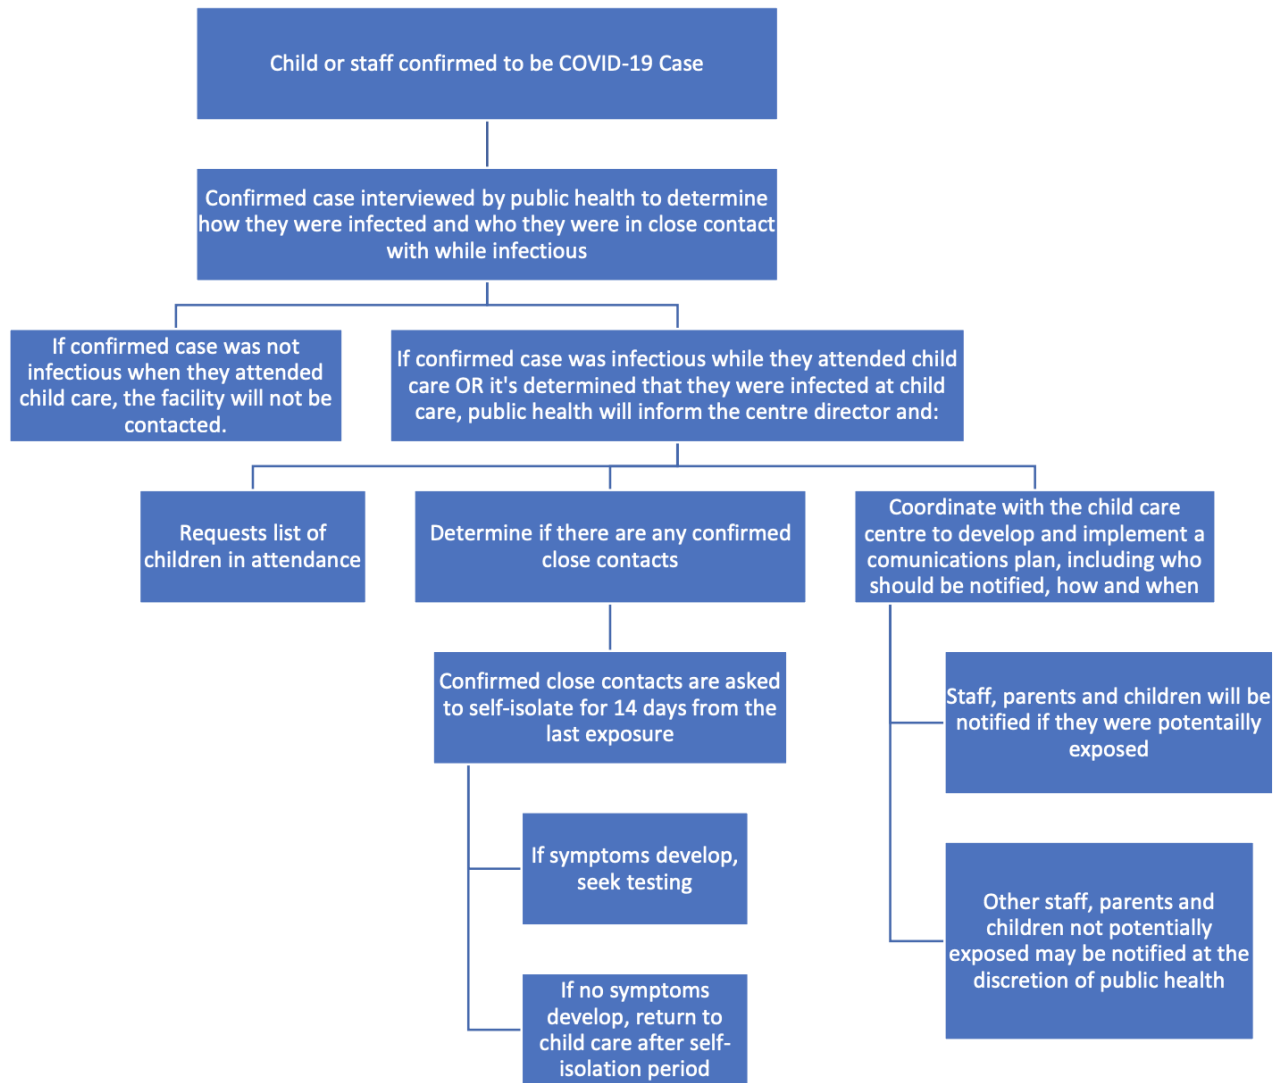 Child or staff confirmed to be COVID-19 Case
Confirmed case interviewed by public health to determine
how they were infected and who they were in close contact
with while infectious
If confirmed case was not
infectious when they attended
child care, the facility will not be
contacted.
If confirmed case was infectious while they attended child
care OR it's determined that they were infected at child
care, public health will inform the centre director and:
Requests list of
children in attendance
Determine if there are any confirmed
close contacts
Coordinate with the child care
centre to develop and implement a
comunications plan, including who
should be notified, how and when
Confirmed close contacts are asked
to self-isolate for 14 days from the
last exposure
Staff, parents and children will be
notified if they were potentailly
exposed
If symptoms develop,
seek testing
Other staff, parents and
children not potentially
exposed may be notified at the
discretion of public health
If no symptoms
develop, return to
child care after self-
isolation period